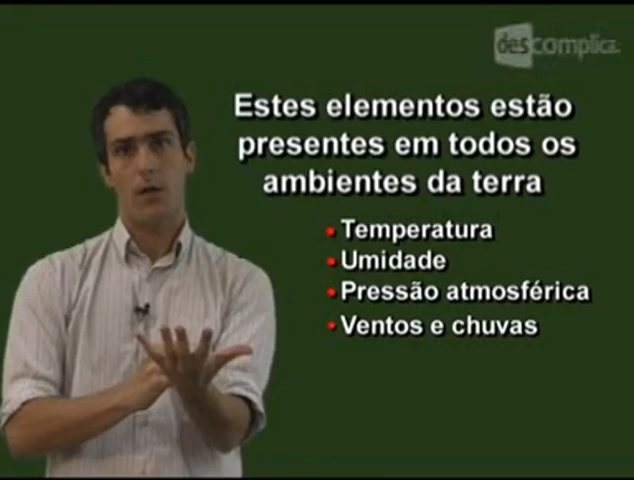 descomplica.
Estes elementos estão
presentes em todos os
ambientes da terra
• Temperatura
• Umidade
• Pressão atmosférica
• Ventos e chuvas